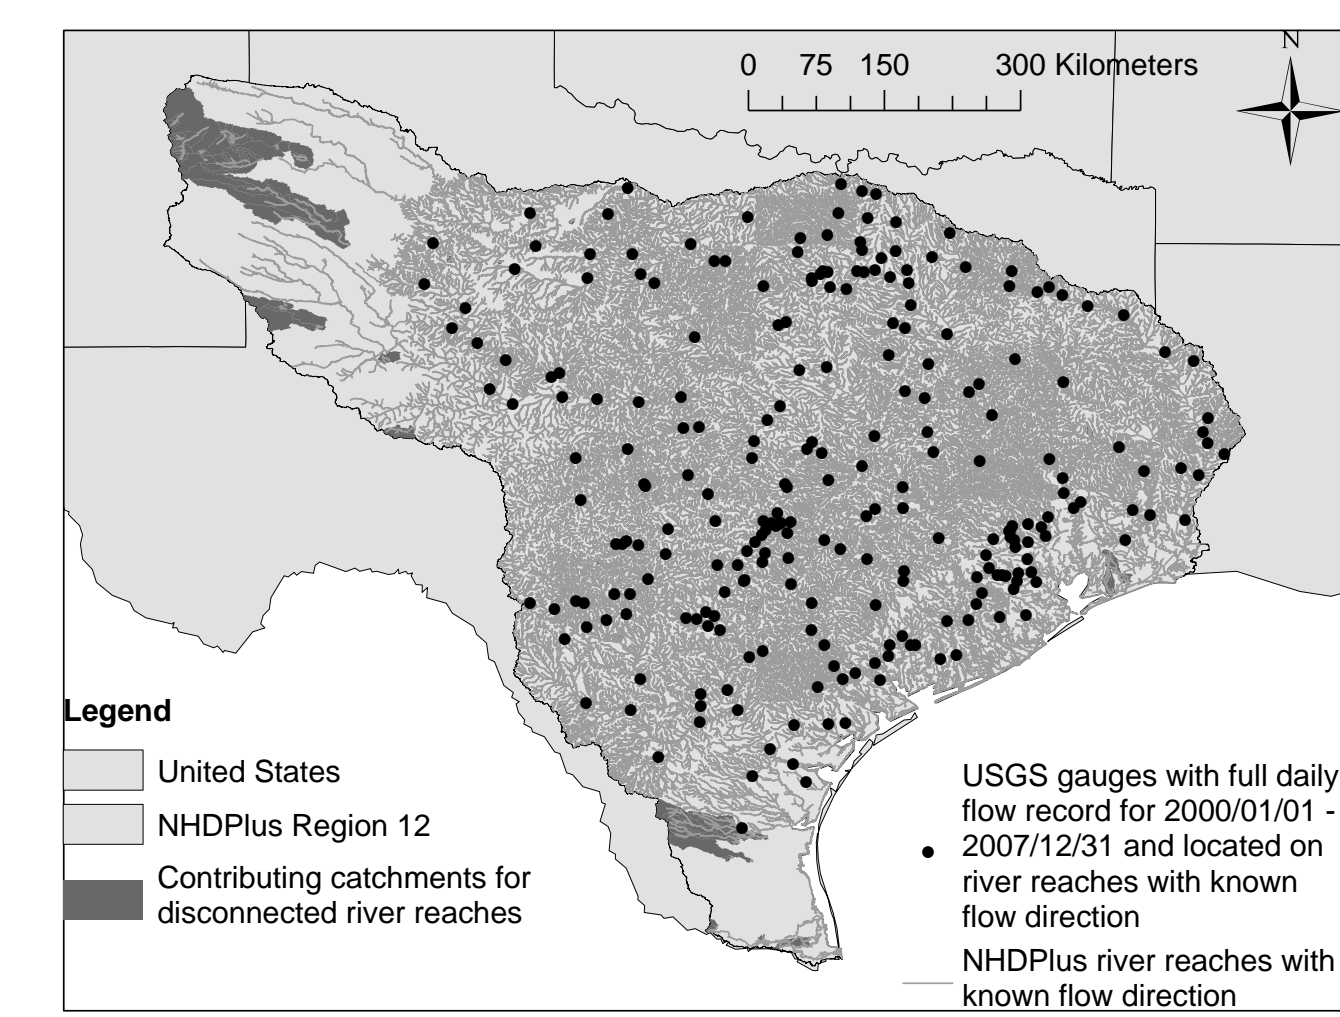 N
0 75 150 300 Kilometers
Legend
United States
NHDPlus Region 12
Contributing catchments for
disconnected river reaches
USGS gauges with full daily
flow record for 2000/01/01 -
2007/12/31 and located on
river reaches with known
flow direction
NHDPlus river reaches with
known flow direction